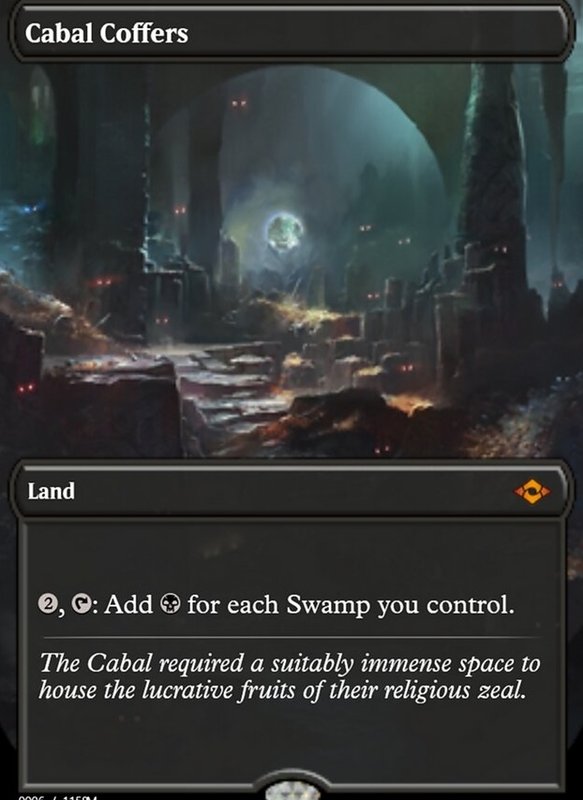 Cabal Coffers
Land
2, T: Add B for each Swamp you control.
The Cabal required a suitably immense space to
house the lucrative fruits of their religious zeal.